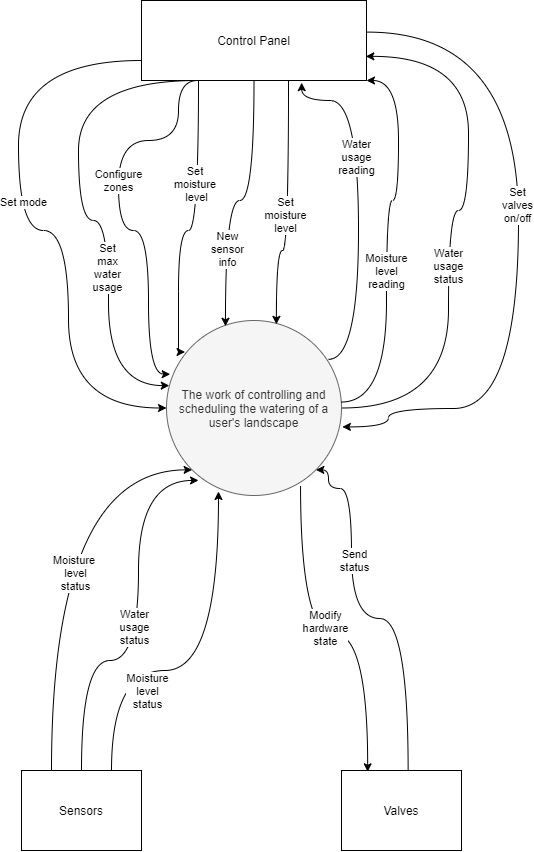 Control Panel
Water
usage
reading
Configure
zones
Set
moisture
level
Set mode
Set
moisture
level
Set
valves
on/off
New
sensor
info
Set
max
water
usage
Moisture
level
reading
Water
usage
status
The work of controlling and
scheduling the watering of a
user's landscape
Moisture
level
status
Send
status
Water
usage
status
Modify
hardware
state
Moisture
level
status
Sensors
Valves